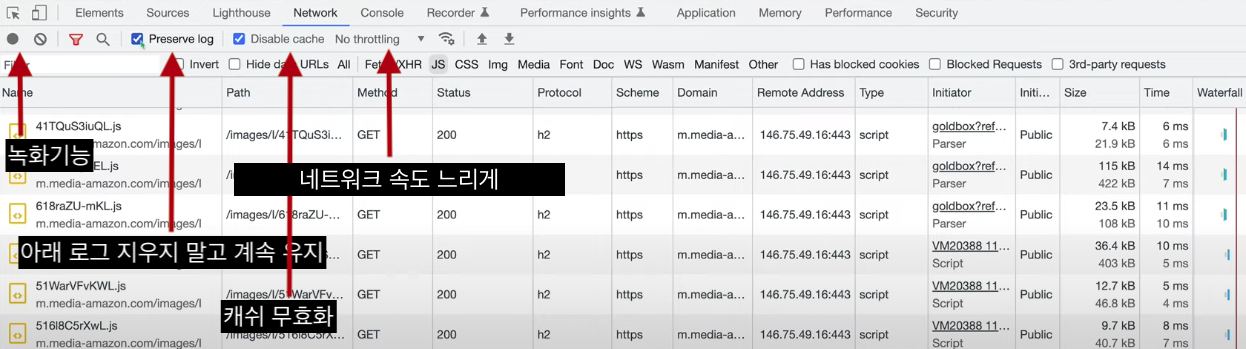 Elements Sources Lighthouse Network Console Recorder Performance insights Application Memory Performance Security
Preserve log Disable cache No throttling
Invert Hide URLs All XHR JS CSS Img Media Font Doc WS Wasm Manifest Other Has blocked cookies Blocked Requests 3rd-party requests
Name Path Method Status Protocol Scheme Domain Remote Address Type Initiator Initi... Size Time Waterfall
41TQuS3iuQL.js /images/I/41TQuS3i... GET 200 h2 https m.media-a... 146.75.49.16:443 script goldbox?ref... Public 7.4 kB 6 ms
m.media-amazon.com/images/I Parser 21.9 kB 6 ms
녹화기능
EL.js GET 200 h2 https m.media-a... 146.75.49.16:443 script goldbox?ref... Public 115 kB 14 ms
m.media-amazon.com/images/I Parser 422 kB 7 ms
네트워크 속도 느리게
618raZU-mKL.js /images/I/618raZU-... GET 200 h2 https m.media-a... 146.75.49.16:443 script goldbox?ref... Public 23.5 kB 11 ms
m.media-amazon.com/images/I Parser 108 kB 10 ms
아래 로그 지우지 말고 계속 유지
GET 200 h2 https m.media-a... 146.75.49.16:443 script VM20388 11... Public 36.4 kB 10 ms
Script 403 kB 5 ms
51WarVFvKWL.js /images/I/51WarVFv... GET 200 h2 https m.media-a... 146.75.49.16:443 script VM20388 11... Public 12.7 kB 5 ms
m.media-amazon.com/images/I Script 46.8 kB 4 ms
캐쉬 무효화
516l8C5rXwL.js /images/I/516l8C5rX... GET 200 h2 https m.media-a... 146.75.49.16:443 script VM20388 11... Public 9.7 kB 8 ms
m.media-amazon.com/images/I Script 40.7 kB 7 ms